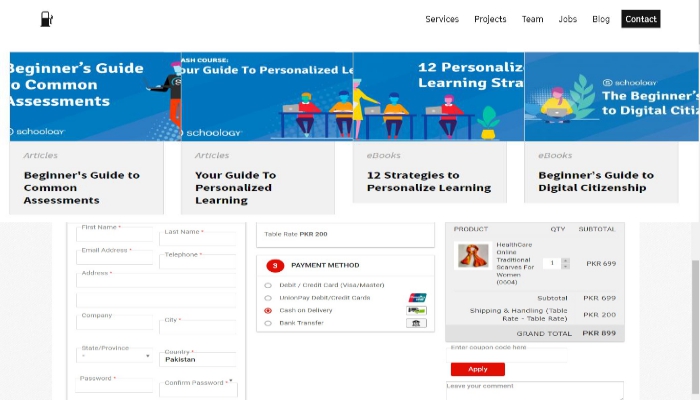 Services Projects Team Jobs Blog Contact
Beginner's Guide
o Common
Assessments
schoology
ASH COURSE:
our Guide To Personalized Le
schoology
12 Personaliz
Learning Stra
schoology
The Beginner's
to Digital Citiz
Articles
Beginner's Guide to
Common
Assessments
Articles
Your Guide To
Personalized
Learning
eBooks
12 Strategies to
Personalize Learning
eBooks
Beginner's Guide to
Digital Citizenship
First Name *
Last Name *
Email Address *
Telephone *
Address *
Company
City *
State/Province
*
Country *
Pakistan
Password *
Confirm Password *
Table Rate PKR 200
3 PAYMENT METHOD
Debit / Credit Card (Visa/Master)
UnionPay Debit/Credit Cards
Cash on Delivery
Bank Transfer
PRODUCT QTY SUBTOTAL
HealthCare
Online
Traditional
Scarves For
Women
(0604)
1
PKR 699
Subtotal PKR 699
Shipping & Handling (Table
Rate - Table Rate)
PKR 200
GRAND TOTAL PKR 899
Enter coupon code here
Apply
Leave your comment